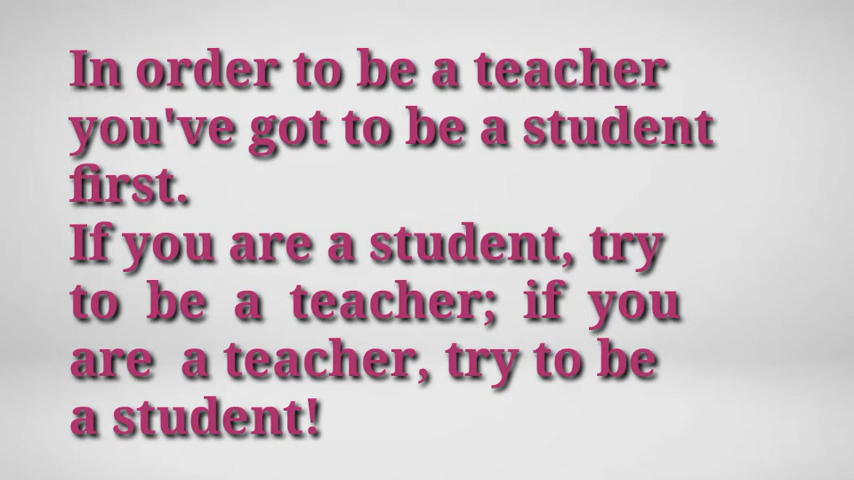 In order to be a teacher
you've got to be a student
first.
If you are a student, try
to be a teacher; if you
are a teacher, try to be
a student!